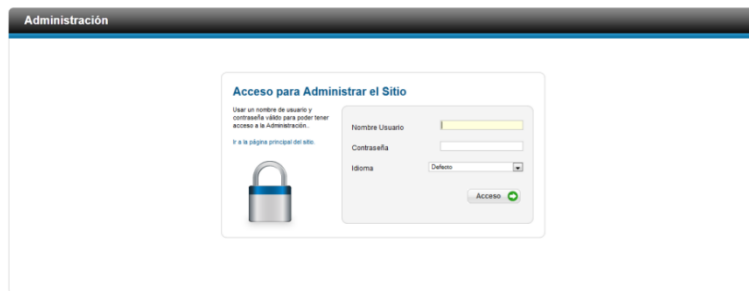 Administración
Acceso para Administrar el Sitio
Usar un nombre de usuario y
contraseña válido para poder tener
acceso a la Administración.
Ir a la página principal del sitio.
Nombre Usuario
Contraseña
Idioma
Defecto
Acceso